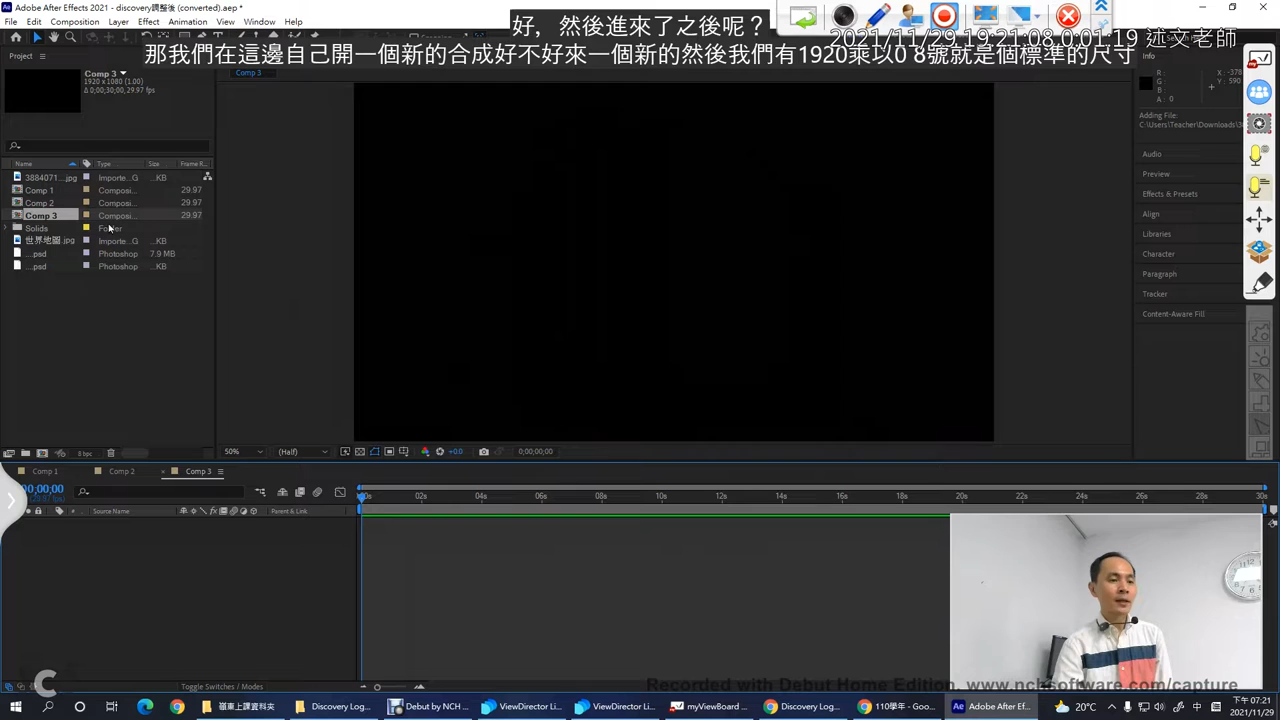 Adobe After Effects 2021 - discovery調整後 (converted).aep *
File Edit Composition Layer Effect Animation View Window
好，然後進來了之後呢？
2021/11/29 19:21:08 0:01:19 述文老師
那我們在這邊自己開一個新的合成好不好來一個新的然後我們有1920乘以0 8號就是個標準的尺寸
Project
Comp 3
1920 x 1080 (1.00)
Δ 0;00;30;00, 29.97 fps
Comp 3
Info
R :
G :
B :
A : 0
X : -378
Y : 590
Adding File:
C:\Users\Teacher\Downloads\38
Name Type Size Frame R...
3884071....jpg Importe...G ...KB
Comp 1 Composi... 29.97
Comp 2 Composi... 29.97
Comp 3 Composi... 29.97
Solids Folder
世界地圖.jpg Importe...G ...KB
....psd Photoshop 7.9 MB
....psd Photoshop ...KB
Audio
Preview
Effects & Presets
Align
Libraries
Character
Paragraph
Tracker
Content-Aware Fill
8 bpc
50% (Half) +0.0 0;00;00;00
Comp 1 Comp 2 × Comp 3
00s 02s 04s 06s 08s 10s 12s 14s 16s 18s 20s 22s 24s 26s 28s 30s
# Source Name Parent & Link
Toggle Switches / Modes
Recorded with Debut Home Edition. www.nchsoftware.com/capture
單東上課資料夾 Discovery Log... Debut by NCH ... ViewDirector Li... ViewDirector Li... myViewBoard ... Discovery Log... 110學年 - Goo... Adobe After Eff...
20°C 中 下午 07:21
2021/11/29